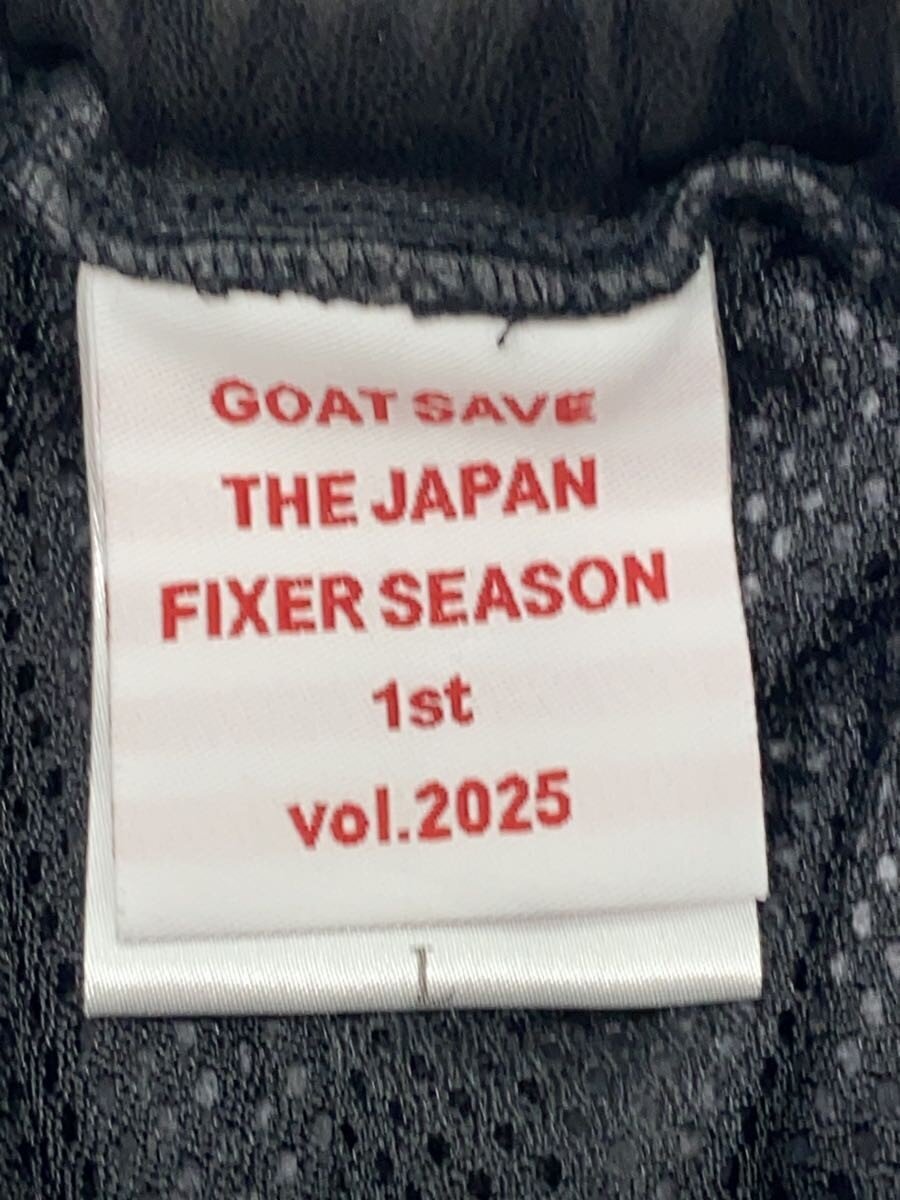 GOAT SAVE
THE JAPAN
FIXER SEASON
1st
vol.2025
L